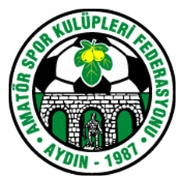 AMATÖR SPOR KULÜPLERİ FEDERASYONU
AYDIN - 1987